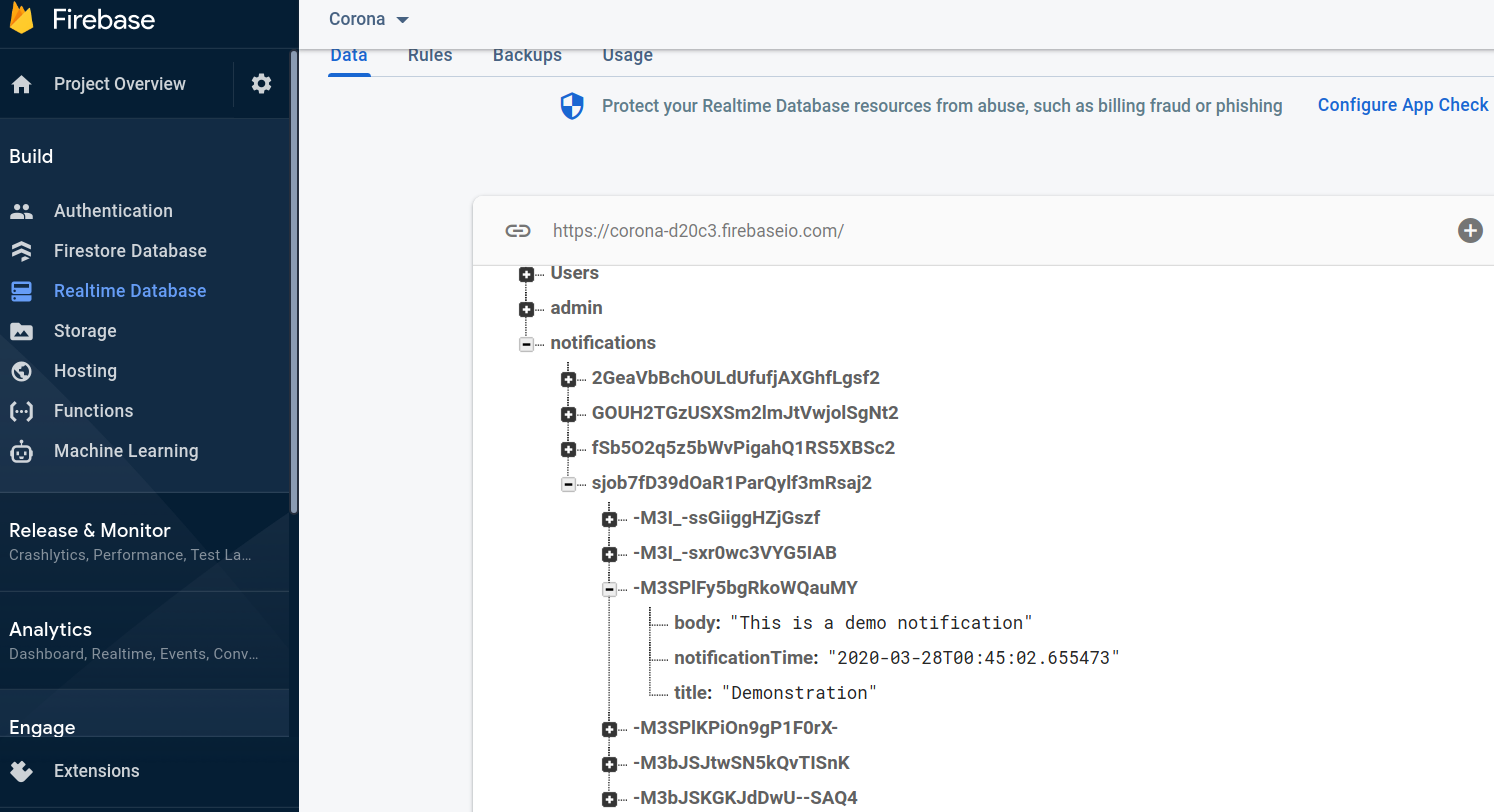 Firebase
Project Overview
Build
Authentication
Firestore Database
Realtime Database
Storage
Hosting
Functions
Machine Learning
Release & Monitor
Crashlytics, Performance, Test La...
Analytics
Dashboard, Realtime, Events, Conv...
Engage
Extensions
Corona
Data Rules Backups Usage
Protect your Realtime Database resources from abuse, such as billing fraud or phishing Configure App Check
https://corona-d20c3.firebaseio.com/
Users
admin
notifications
2GeaVbBchOULdUfufjAXGhfLgsf2
GOUH2TGzUSXSm2lmJtVwjolSgNt2
fSb5O2q5z5bWvPigahQ1RS5XBSc2
sjob7fD39dOaR1ParQylf3mRsaj2
-M3I_-ssGiiggHZjGszf
-M3I_-sxr0wc3VYG5IAB
-M3SPlFy5bgRkoWQauMY
body: "This is a demo notification"
notificationTime: "2020-03-28T00:45:02.655473"
title: "Demonstration"
-M3SPlKPiOn9gP1F0rX-
-M3bJSJtwSN5kQvTISnK
-M3bJSKGKJdDwU--SAQ4